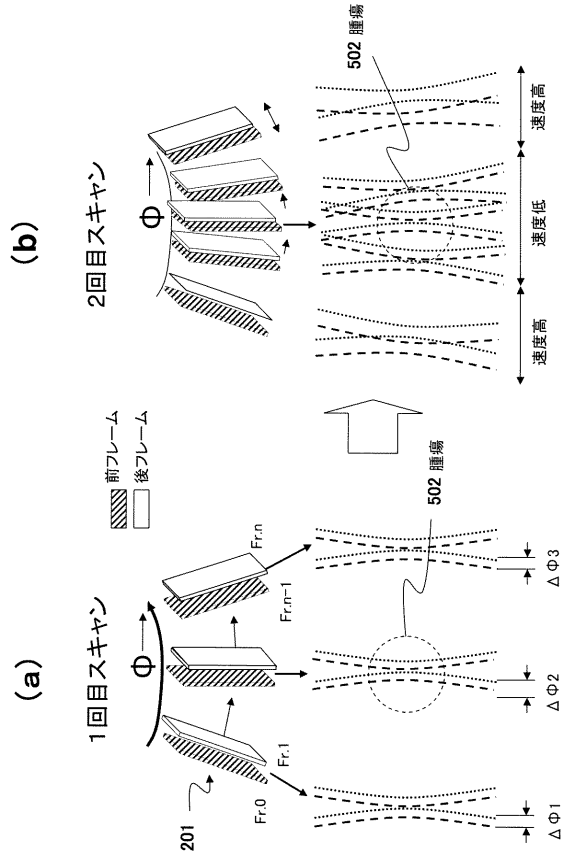 (a)
1回目スキャン
Φ
前フレーム
後フレーム
201
Fr.0
Fr.1
Fr.n-1
Fr.n
502 腫瘍
ΔΦ1
ΔΦ2
ΔΦ3
(b)
2回目スキャン
Φ
502 腫瘍
速度高
速度低
速度高